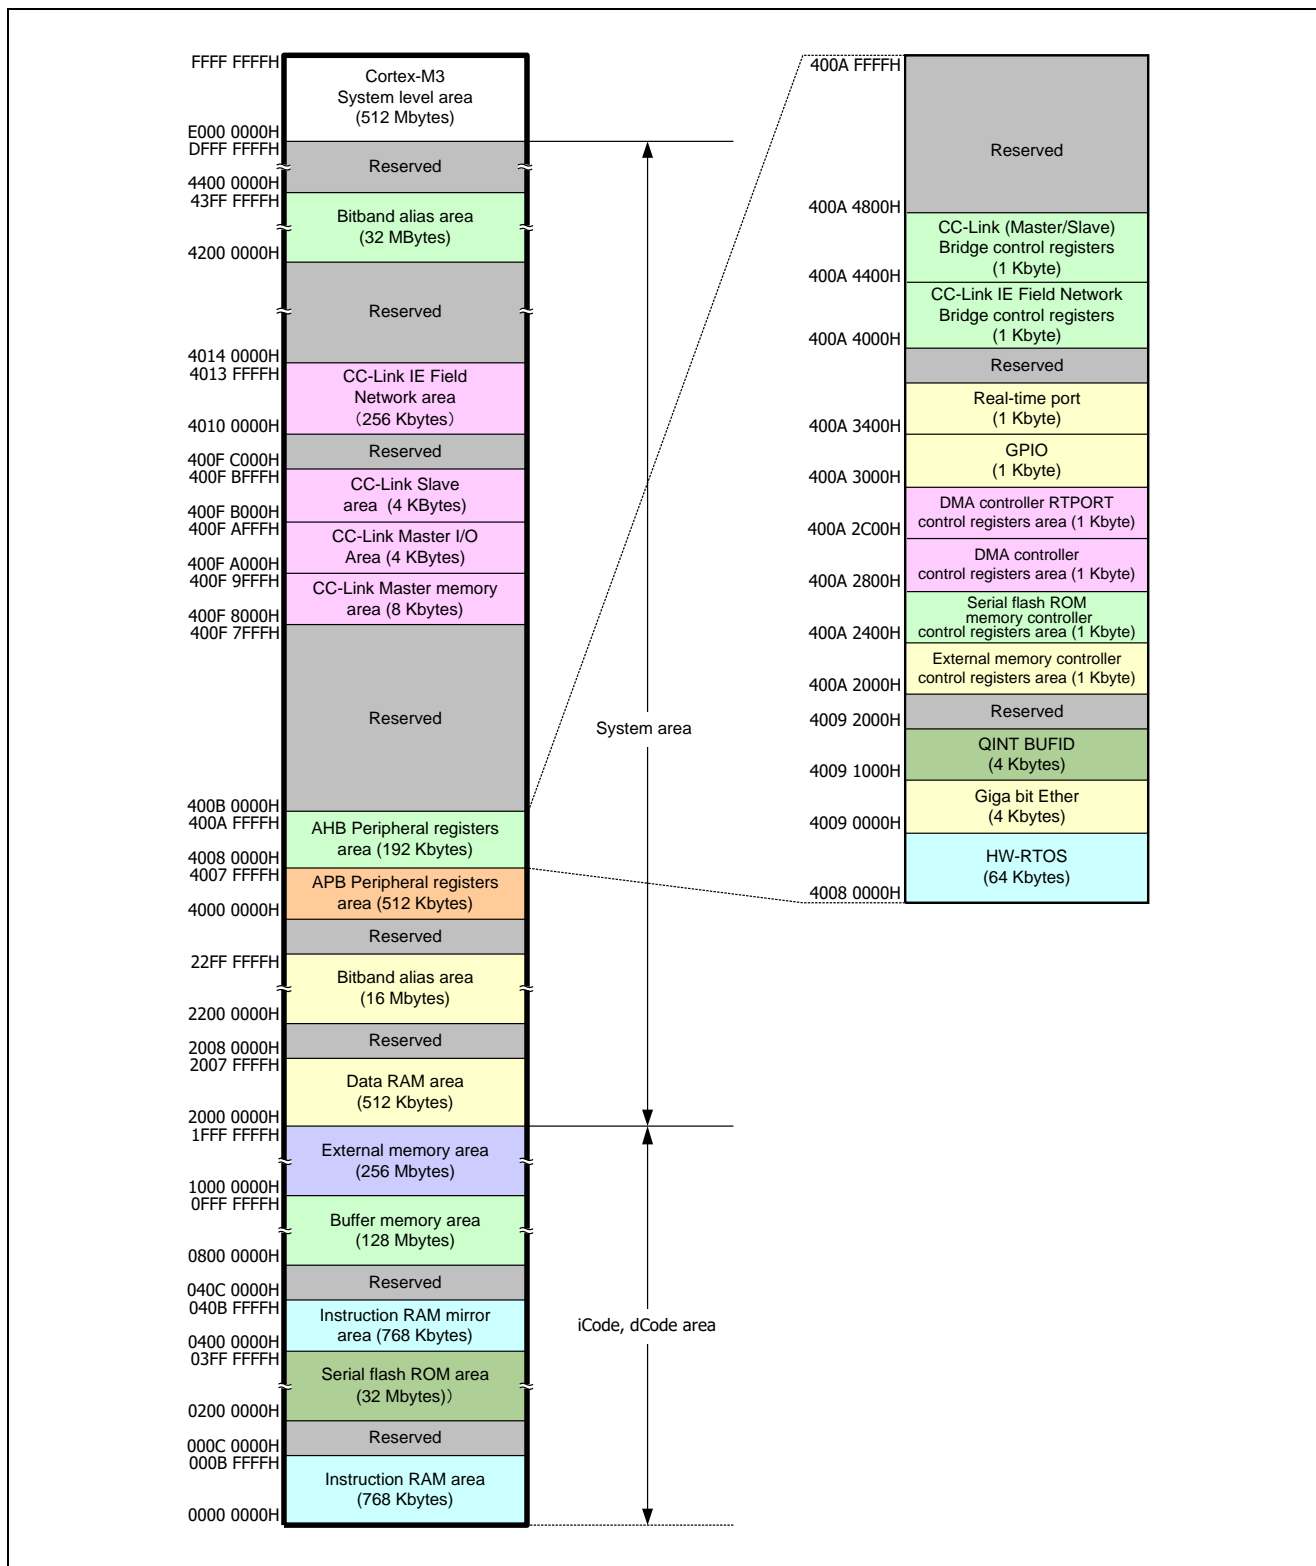 FFFF FFFFH
Cortex-M3
System level area
(512 Mbytes)
E000 0000H
DFFF FFFFH
Reserved
4400 0000H
43FF FFFFH
Bitband alias area
(32 MBytes)
4200 0000H
Reserved
4014 0000H
4013 FFFFH
CC-Link IE Field
Network area
(256 Kbytes)
4010 0000H
Reserved
400F C000H
400F BFFFH
CC-Link Slave
area (4 KBytes)
400F B000H
400F AFFFH
CC-Link Master I/O
Area (4 KBytes)
400F A000H
400F 9FFFH
CC-Link Master memory
area (8 Kbytes)
400F 8000H
400F 7FFFH
Reserved
400B 0000H
400A FFFFH
AHB Peripheral registers
area (192 Kbytes)
4008 0000H
4007 FFFFH
APB Peripheral registers
area (512 Kbytes)
4000 0000H
Reserved
22FF FFFFH
Bitband alias area
(16 Mbytes)
2200 0000H
Reserved
2008 0000H
2007 FFFFH
Data RAM area
(512 Kbytes)
2000 0000H
1FFF FFFFH
External memory area
(256 Mbytes)
1000 0000H
0FFF FFFFH
Buffer memory area
(128 Mbytes)
0800 0000H
Reserved
040C 0000H
040B FFFFH
Instruction RAM mirror
area (768 Kbytes)
0400 0000H
03FF FFFFH
Serial flash ROM area
(32 Mbytes))
0200 0000H
Reserved
000C 0000H
000B FFFFH
Instruction RAM area
(768 Kbytes)
0000 0000H
System area
iCode, dCode area
400A FFFFH
Reserved
400A 4800H
CC-Link (Master/Slave)
Bridge control registers
(1 Kbyte)
400A 4400H
CC-Link IE Field Network
Bridge control registers
(1 Kbyte)
400A 4000H
Reserved
Real-time port
(1 Kbyte)
400A 3400H
GPIO
(1 Kbyte)
400A 3000H
DMA controller RTPORT
control registers area (1 Kbyte)
400A 2C00H
DMA controller
control registers area (1 Kbyte)
400A 2800H
Serial flash ROM
memory controller
control registers area (1 Kbyte)
400A 2400H
External memory controller
control registers area (1 Kbyte)
400A 2000H
Reserved
4009 2000H
QINT BUFID
(4 Kbytes)
4009 1000H
Giga bit Ether
(4 Kbytes)
4009 0000H
HW-RTOS
(64 Kbytes)
4008 0000H